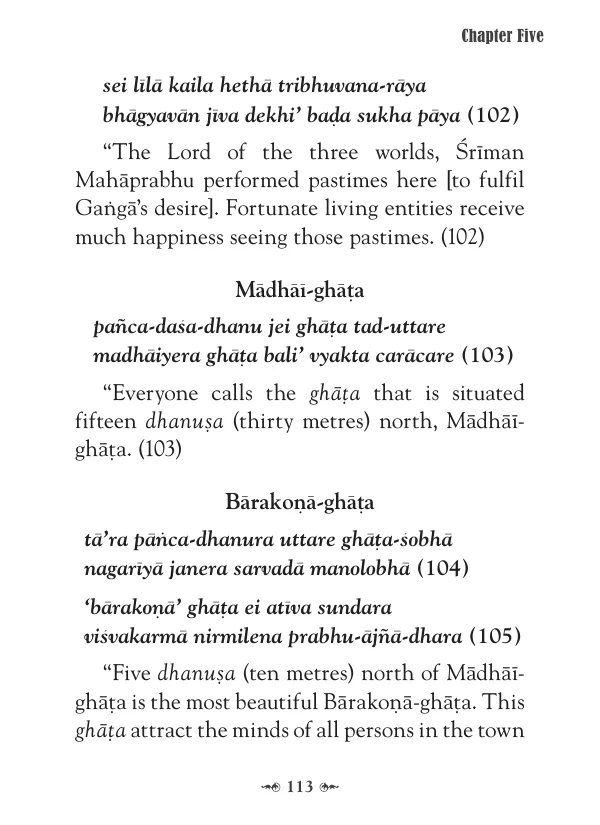 Chapter Five
sei līlā kaila hethā tribhuvana-rāya
bhāgyavān jīva dekhi’ baḍa sukha pāya (102)
“The Lord of the three worlds, Śrīman
Mahāprabhu performed pastimes here [to fulfil
Gaṅgā’s desire]. Fortunate living entities receive
much happiness seeing those pastimes. (102)
Mādhāī-ghāṭa
pañca-daśa-dhanu jei ghāṭa tad-uttare
madhāiyera ghāṭa bali’ vyakta carācare (103)
“Everyone calls the ghāṭa that is situated
fifteen dhanuṣa (thirty metres) north, Mādhāī-
ghāṭa. (103)
Bārakoṇā-ghāṭa
tā’ra pāṅca-dhanura uttare ghāṭa-śobhā
nagarīyā janera sarvadā manolobhā (104)
‘bārakoṇā’ ghāṭa ei atīva sundara
viśvakarmā nirmilena prabhu-ājñā-dhara (105)
“Five dhanuṣa (ten metres) north of Mādhāī-
ghāṭa is the most beautiful Bārakoṇā-ghāṭa. This
ghāṭa attract the minds of all persons in the town
113